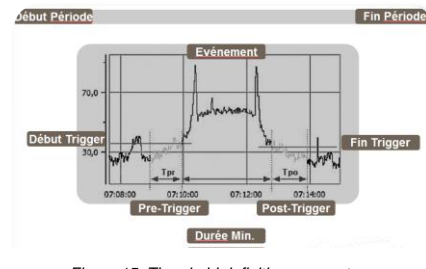 Début Période
Fin Période
Evénement
70,0
Début Trigger
Fin Trigger
30,0
Tpr
Tpo
07:08:00 07:10:00 07:12:00 07:14:00
Pre-Trigger
Post-Trigger
Durée Min.